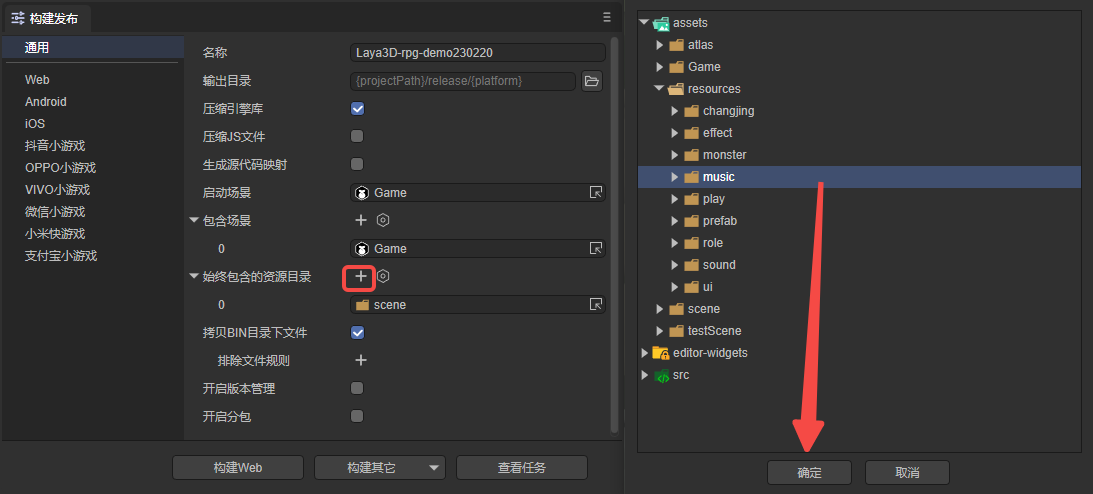 构建发布
通用
Web
Android
iOS
抖音小游戏
OPPO小游戏
VIVO小游戏
微信小游戏
小米快游戏
支付宝小游戏
名称
Laya3D-rpg-demo230220
输出目录
{projectPath}/release/{platform}
压缩引擎库
压缩JS文件
生成源代码映射
启动场景
Game
包含场景
0
Game
始终包含的资源目录
0
scene
拷贝BIN目录下文件
排除文件规则
开启版本管理
开启分包
构建Web
构建其它
查看任务
assets
atlas
Game
resources
changjing
effect
monster
music
play
prefab
role
sound
ui
scene
testScene
editor-widgets
src
确定
取消